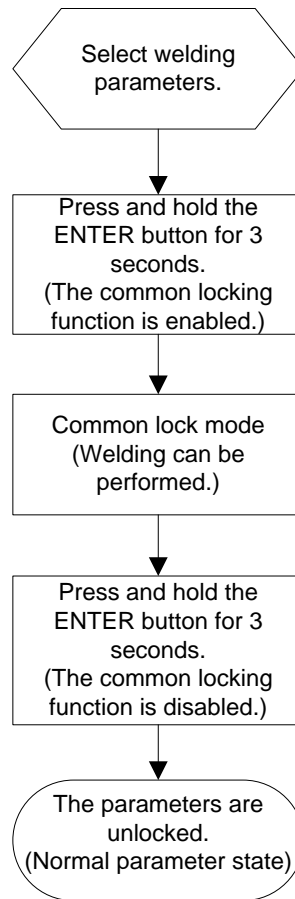 Select welding
parameters.
Press and hold the
ENTER button for 3
seconds.
(The common locking
function is enabled.)
Common lock mode
(Welding can be
performed.)
Press and hold the
ENTER button for 3
seconds.
(The common locking
function is disabled.)
The parameters are
unlocked.
(Normal parameter state)